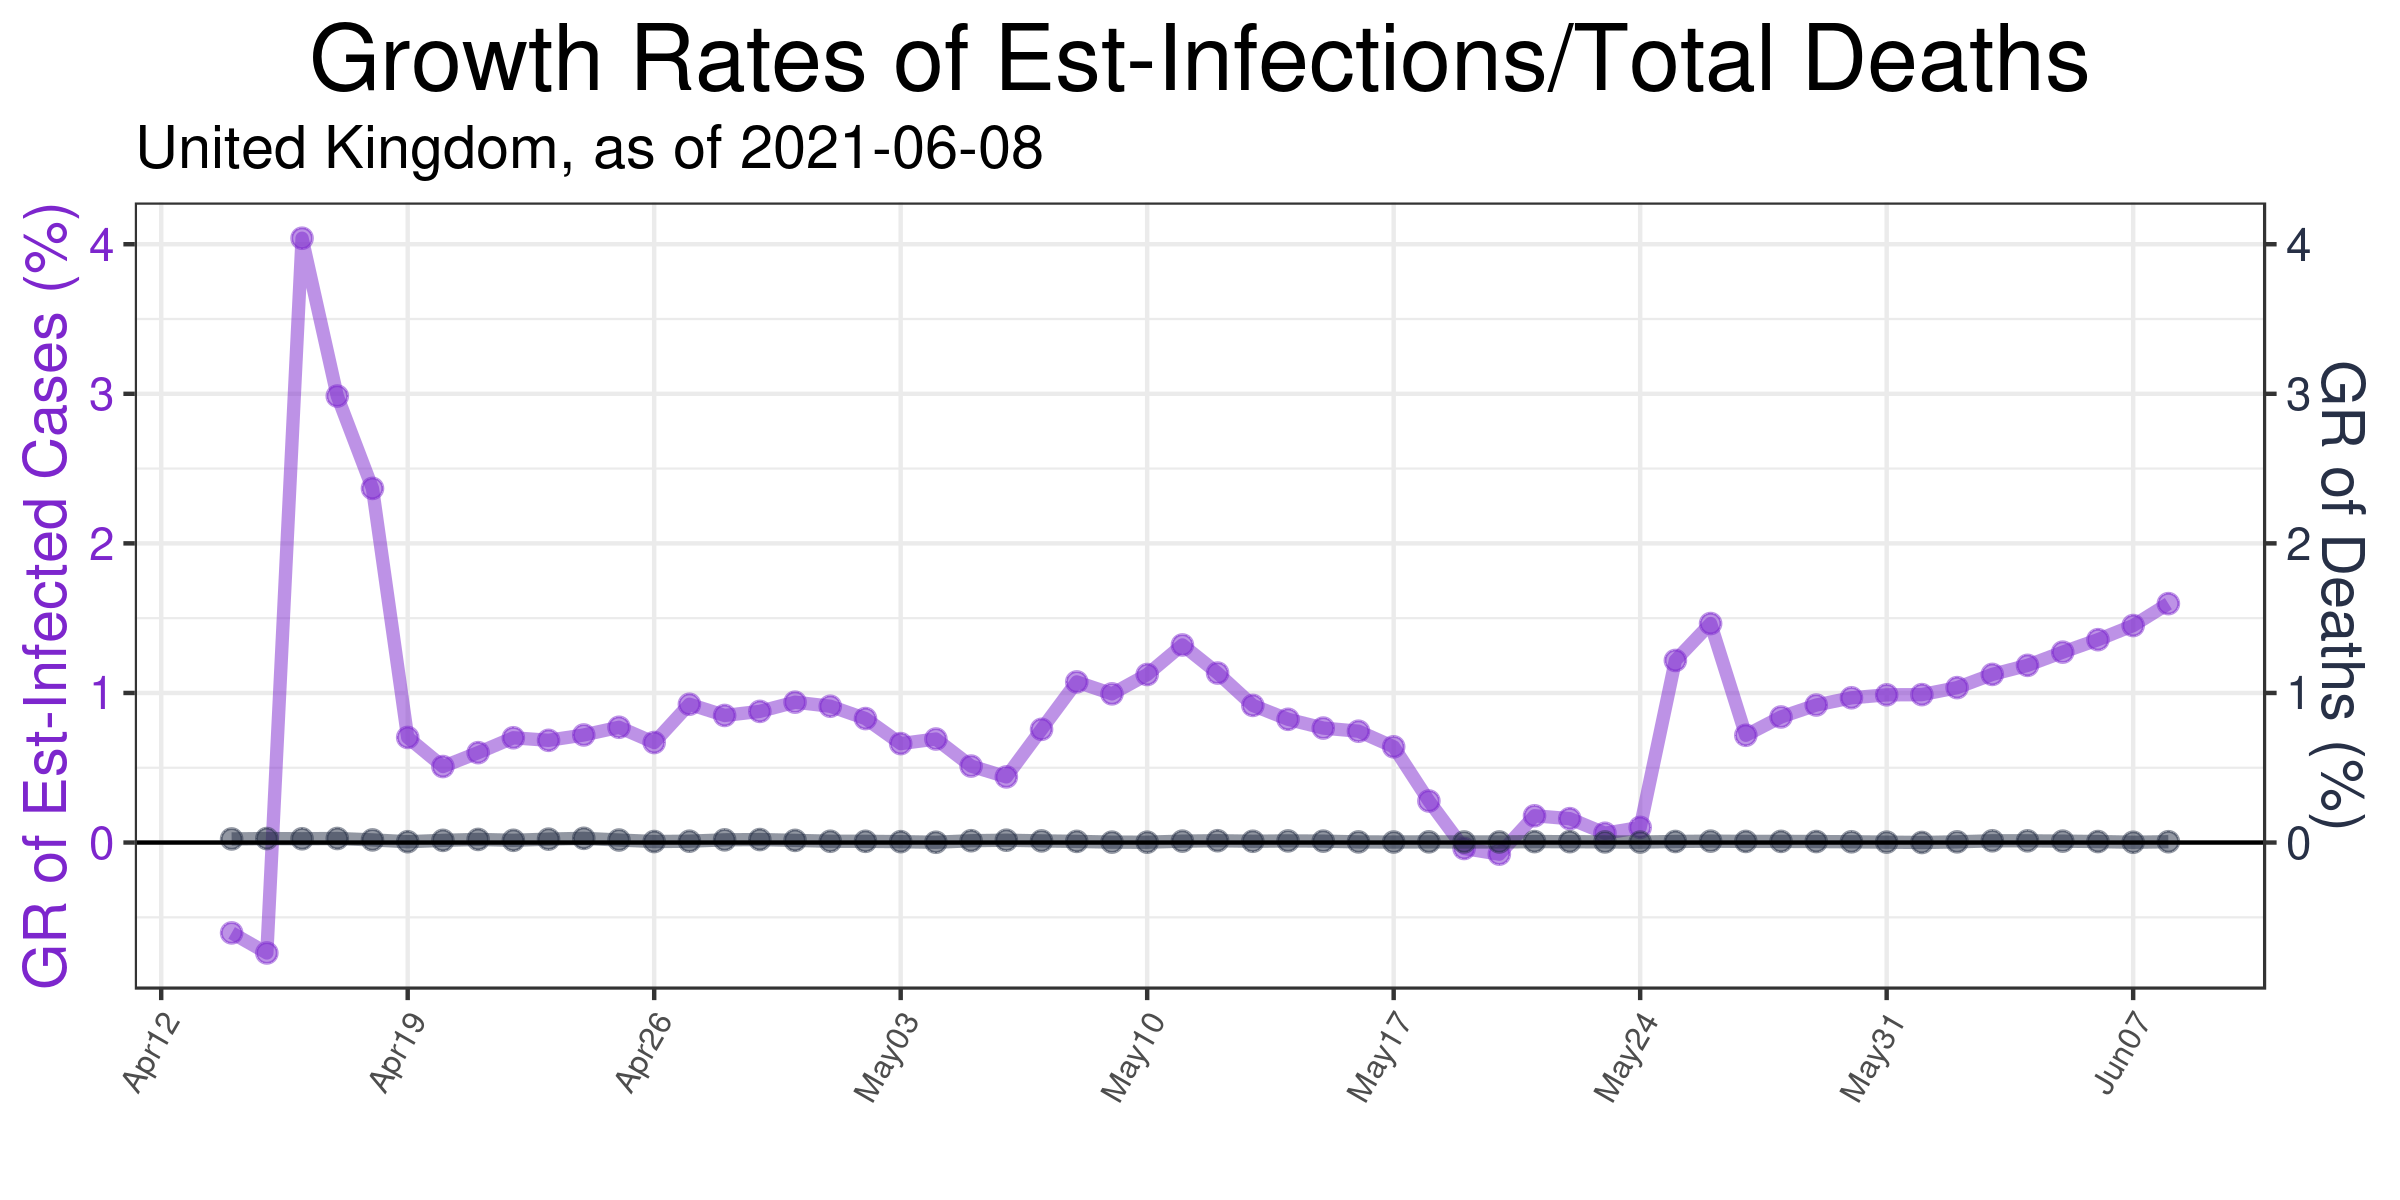 Growth Rates of Est-Infections/Total Deaths
United Kingdom, as of 2021-06-08
GR of Est-Infected Cases (%)
4
3
2
1
0
4
3
2
1
0
GR of Deaths (%)
Apr12
Apr19
Apr26
May03
May10
May17
May24
May31
Jun07